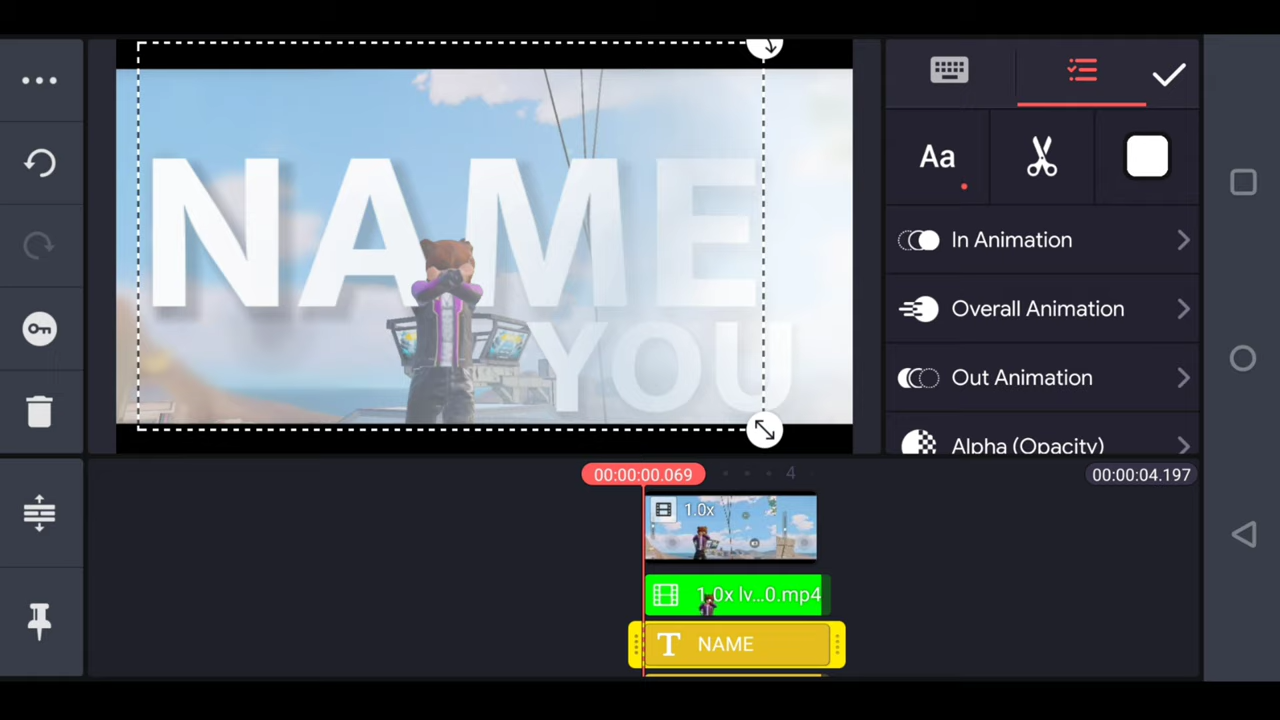 NAME
YOU
Aa
In Animation
Overall Animation
Out Animation
Alpha (Opacity)
00:00:00.069
4
00:00:04.197
1.0x
1.0x lv...0.mp4
T NAME